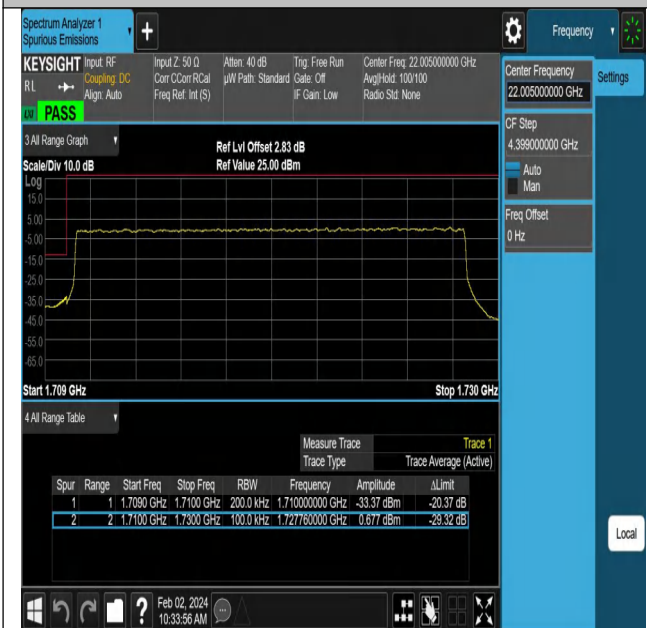 Spectrum Analyzer 1
Spurious Emissions
+
Frequency
KEYSIGHT
RL
Input: RF
Coupling: DC
Align: Auto
Input Z: 50 Ω
Corr CCorr RCal
Freq Ref: Int (S)
Atten: 40 dB
µW Path: Standard
Trig: Free Run
Gate: Off
IF Gain: Low
Center Freq: 22.005000000 GHz
Avg|Hold: 100/100
Radio Std: None
PASS
Center Frequency
22.005000000 GHz
Settings
CF Step
4.399000000 GHz
Auto
Man
Freq Offset
0 Hz
3 All Range Graph
Scale/Div 10.0 dB
Ref Lvl Offset 2.83 dB
Ref Value 25.00 dBm
Log
15.0
5.00
-5.00
-15.0
-25.0
-35.0
-45.0
-55.0
-65.0
Start 1.709 GHz
Stop 1.730 GHz
4 All Range Table
Measure Trace Trace 1
Trace Type Trace Average (Active)
Spur Range Start Freq Stop Freq RBW Frequency Amplitude ΔLimit
1 1 1.7090 GHz 1.7100 GHz 200.0 kHz 1.710000000 GHz -33.37 dBm -20.37 dB
2 2 1.7100 GHz 1.7300 GHz 100.0 kHz 1.727760000 GHz 0.677 dBm -29.32 dB
Local
?
Feb 02, 2024
10:33:56 AM